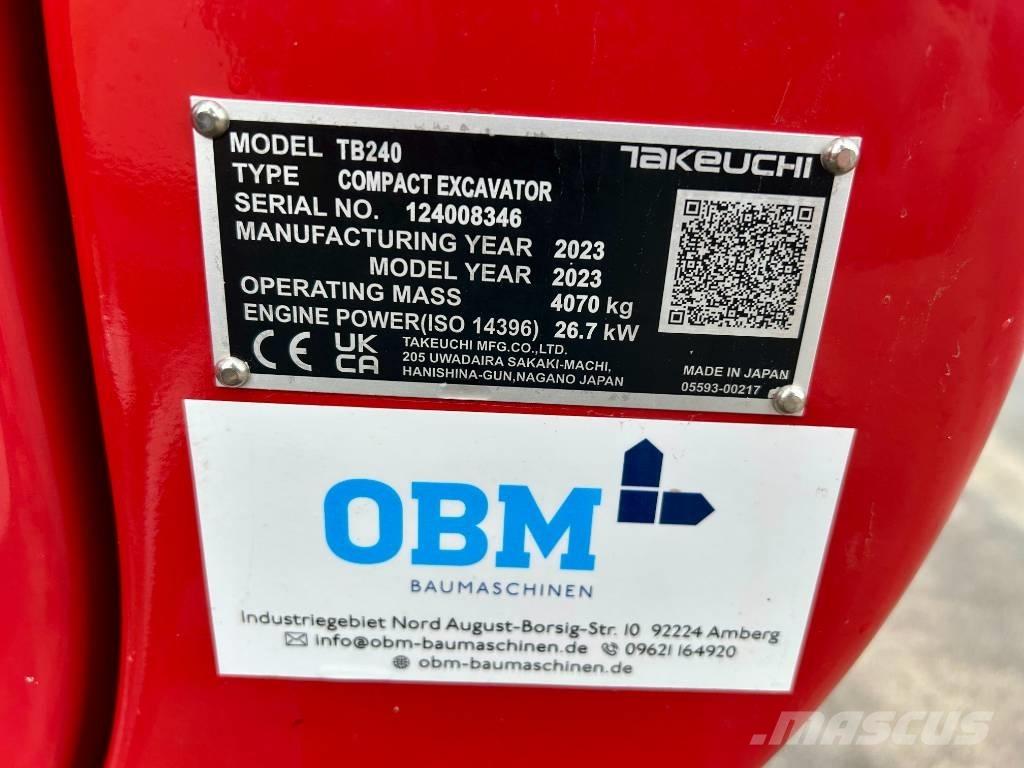 TAKEUCHI
MODEL TB240
TYPE COMPACT EXCAVATOR
SERIAL NO. 124008346
MANUFACTURING YEAR 2023
MODEL YEAR 2023
OPERATING MASS 4070 kg
ENGINE POWER(ISO 14396) 26.7 kW
CE UK CA
TAKEUCHI MFG.CO.,LTD.
205 UWADAIRA SAKAKI-MACHI,
HANISHINA-GUN,NAGANO JAPAN
MADE IN JAPAN
05593-00217
OBM
BAUMASCHINEN
Industriegebiet Nord August-Borsig-Str. 10 92224 Amberg
info@obm-baumaschinen.de 09621 164920
obm-baumaschinen.de
MASCUS